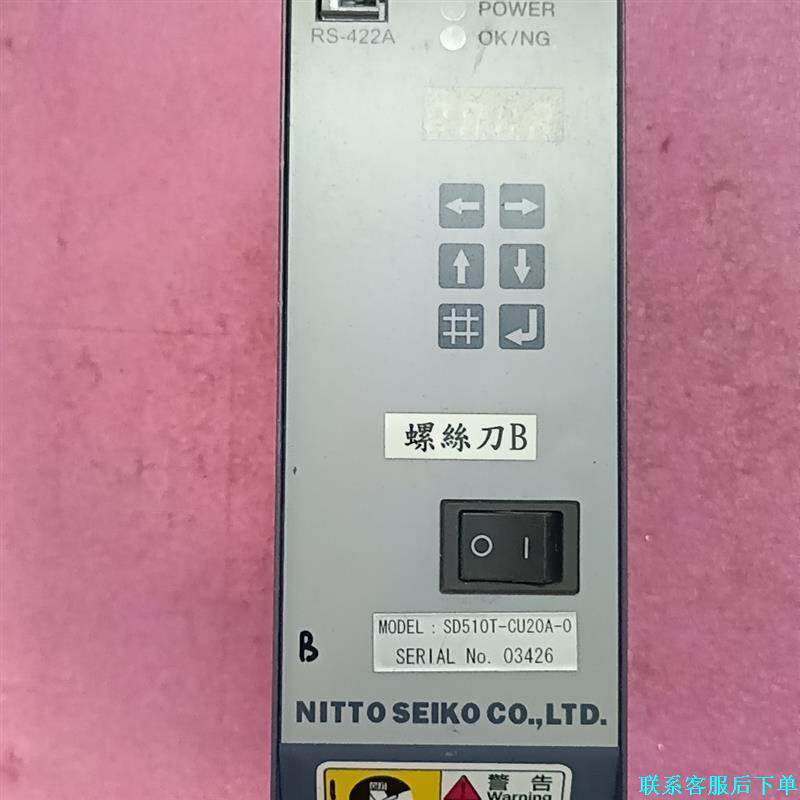 POWER
RS-422A
OK/NG
螺絲刀B
MODEL : SD510T-CU20A-0
SERIAL No. 03426
B
NITTO SEIKO CO.,LTD.
警告
Warning
联系客服后下单